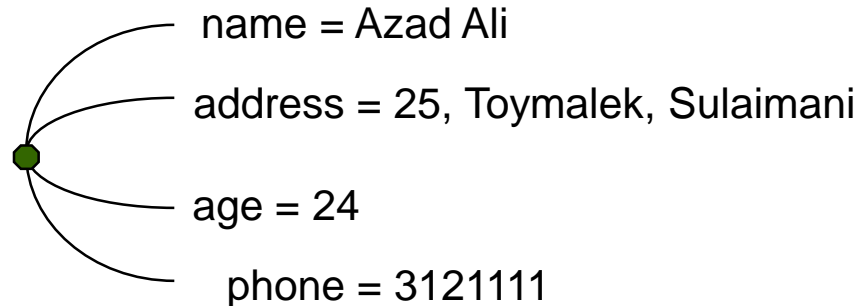 name = Azad Ali
address = 25, Toymalek, Sulaimani
age = 24
phone = 3121111